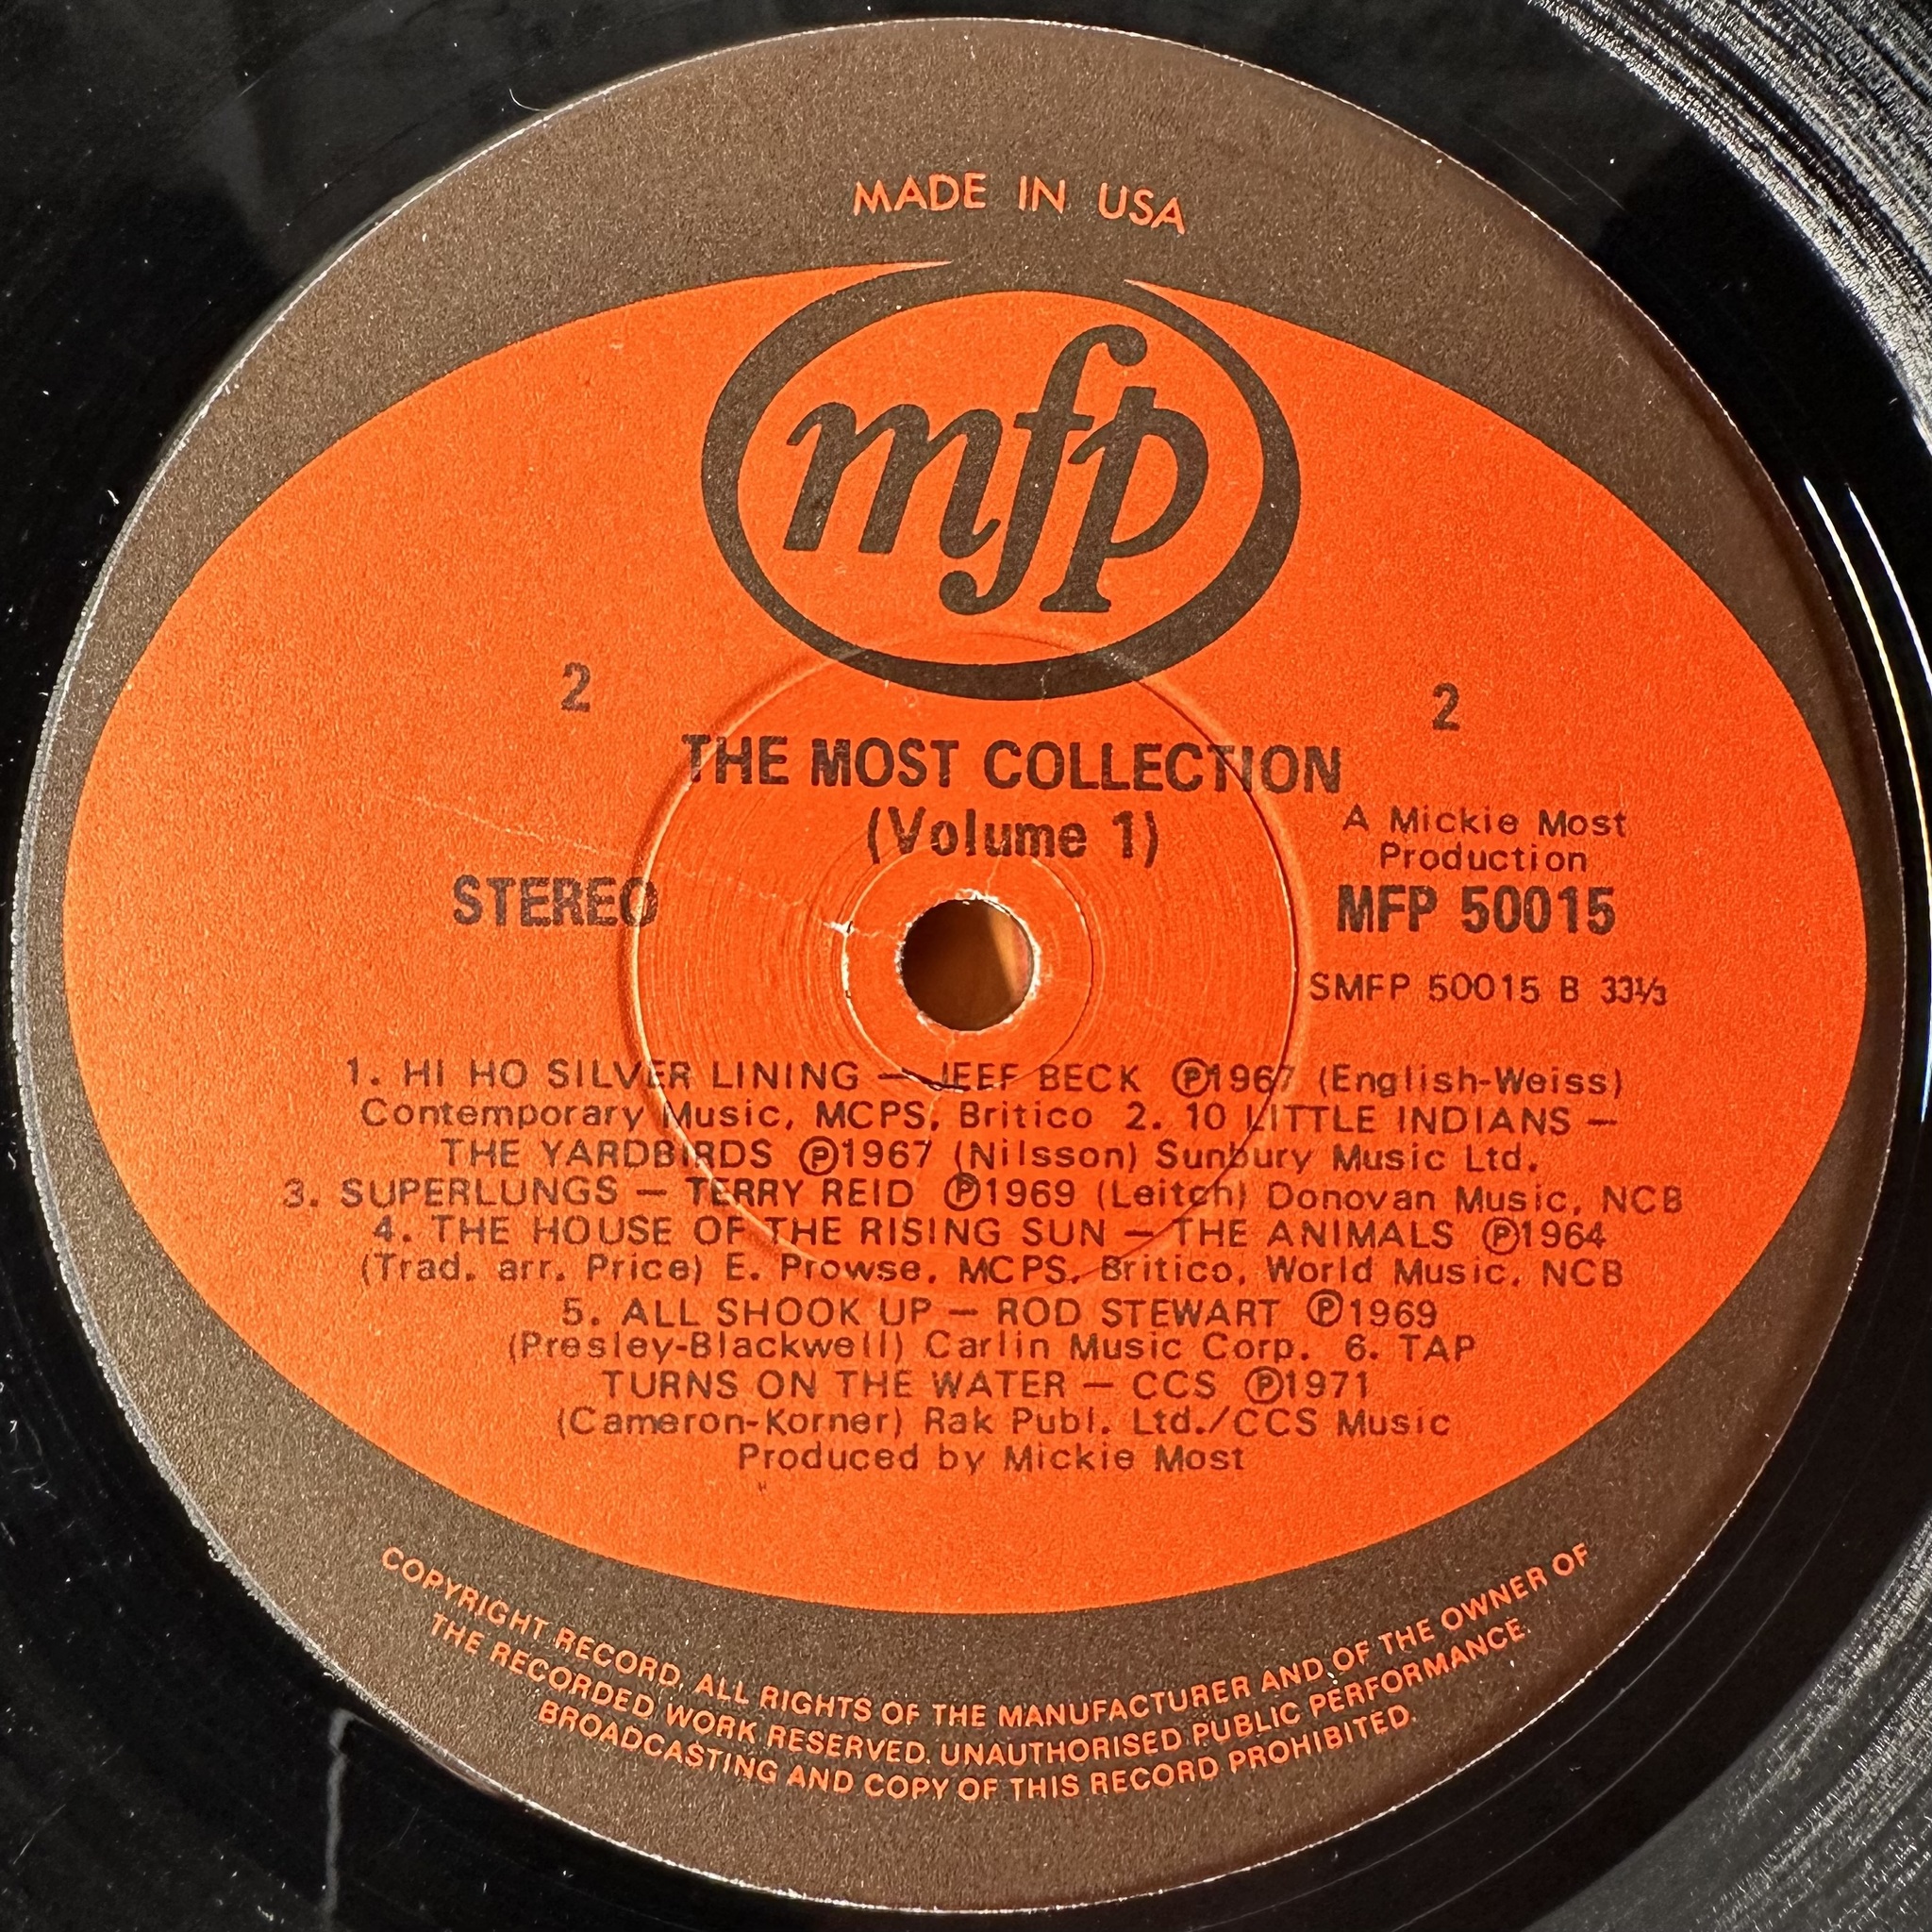 MADE IN USA
mfp
2 2
THE MOST COLLECTION
(Volume 1)
A Mickie Most
Production
STEREO
MFP 50015
SMFP 50015 B 33⅓
1. HI HO SILVER LINING — JEFF BECK ℗1967 (English-Weiss)
Contemporary Music, MCPS, Britico 2. 10 LITTLE INDIANS —
THE YARDBIRDS ℗1967 (Nilsson) Sunbury Music Ltd.
3. SUPERLUNGS — TERRY REID ℗1969 (Leitch) Donovan Music, NCB
4. THE HOUSE OF THE RISING SUN — THE ANIMALS ℗1964
(Trad. arr. Price) E. Prowse, MCPS, Britico, World Music, NCB
5. ALL SHOOK UP — ROD STEWART ℗1969
(Presley-Blackwell) Carlin Music Corp. 6. TAP
TURNS ON THE WATER — CCS ℗1971
(Cameron-Korner) Rak Publ. Ltd./CCS Music
Produced by Mickie Most
COPYRIGHT RECORD, ALL RIGHTS OF THE MANUFACTURER AND OF THE OWNER OF
THE RECORDED WORK RESERVED. UNAUTHORISED PUBLIC PERFORMANCE.
BROADCASTING AND COPY OF THIS RECORD PROHIBITED.